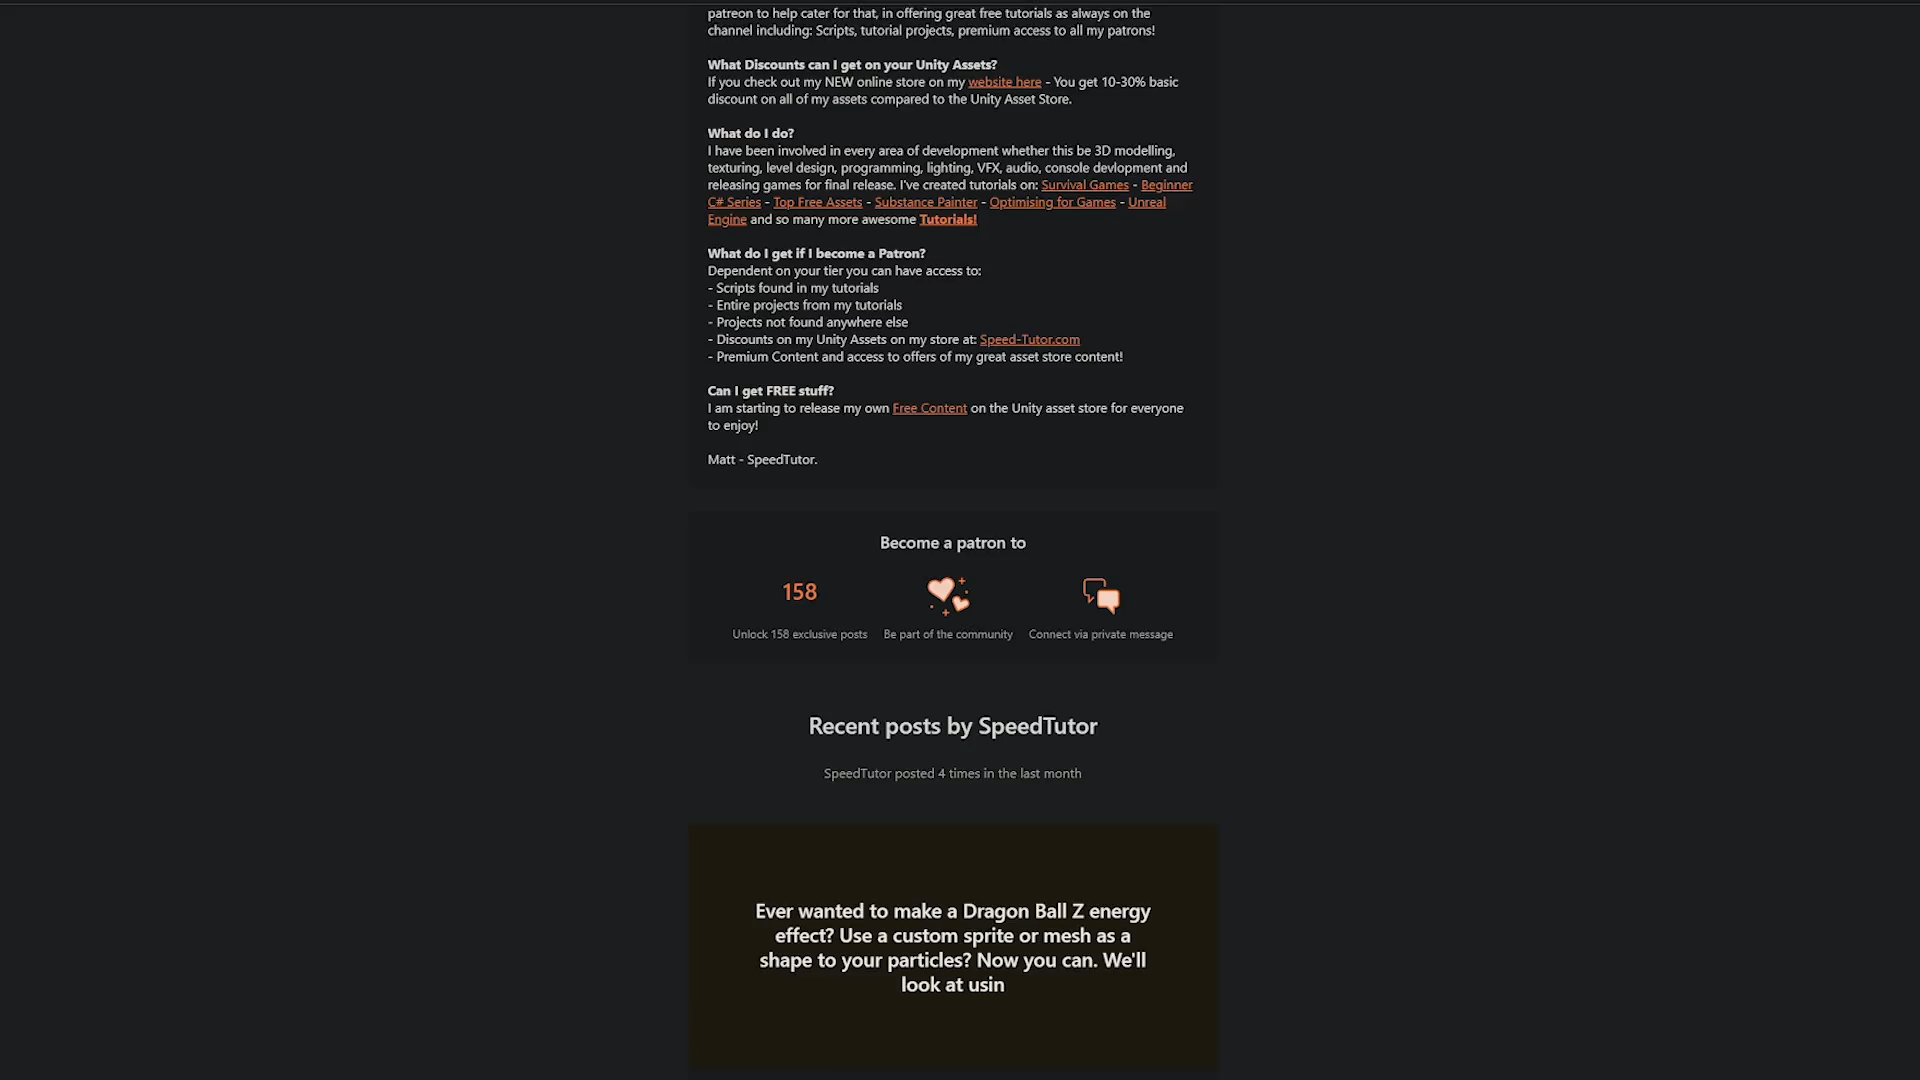 patreon to help cater for that, in offering great free tutorials as always on the
channel including: Scripts, tutorial projects, premium access to all my patrons!
What Discounts can I get on your Unity Assets?
If you check out my NEW online store on my website here - You get 10-30% basic
discount on all of my assets compared to the Unity Asset Store.
What do I do?
I have been involved in every area of development whether this be 3D modelling,
texturing, level design, programming, lighting, VFX, audio, console devlopment and
releasing games for final release. I've created tutorials on: Survival Games - Beginner
C# Series - Top Free Assets - Substance Painter - Optimising for Games - Unreal
Engine and so many more awesome Tutorials!
What do I get if I become a Patron?
Dependent on your tier you can have access to:
- Scripts found in my tutorials
- Entire projects from my tutorials
- Projects not found anywhere else
- Discounts on my Unity Assets on my store at: Speed-Tutor.com
- Premium Content and access to offers of my great asset store content!
Can I get FREE stuff?
I am starting to release my own Free Content on the Unity asset store for everyone
to enjoy!
Matt - SpeedTutor.
Become a patron to
158
Unlock 158 exclusive posts
Be part of the community
Connect via private message
Recent posts by SpeedTutor
SpeedTutor posted 4 times in the last month
Ever wanted to make a Dragon Ball Z energy
effect? Use a custom sprite or mesh as a
shape to your particles? Now you can. We'll
look at usin